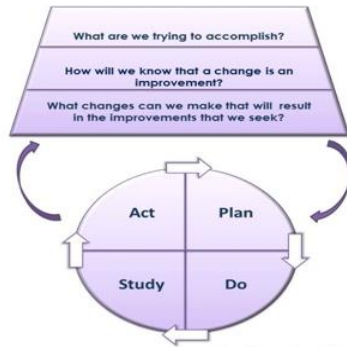 What are we trying to accomplish?
How will we know that a change is an
improvement?
What changes can we make that will result
in the improvements that we seek?
Act
Plan
Study
Do